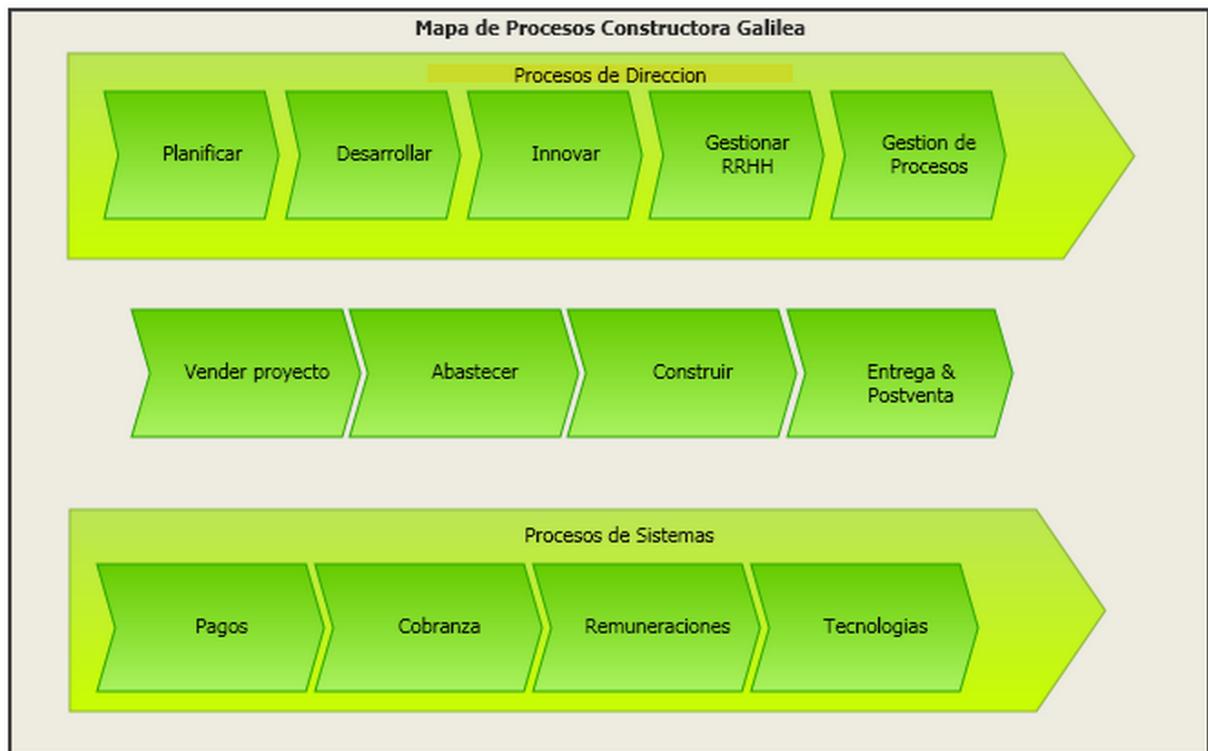 Mapa de Procesos Constructora Galilea
Procesos de Direccion
Planificar
Desarrollar
Innovar
Gestionar
RRHH
Gestion de
Procesos
Vender proyecto
Abastecer
Construir
Entrega &
Postventa
Procesos de Sistemas
Pagos
Cobranza
Remuneraciones
Tecnologias